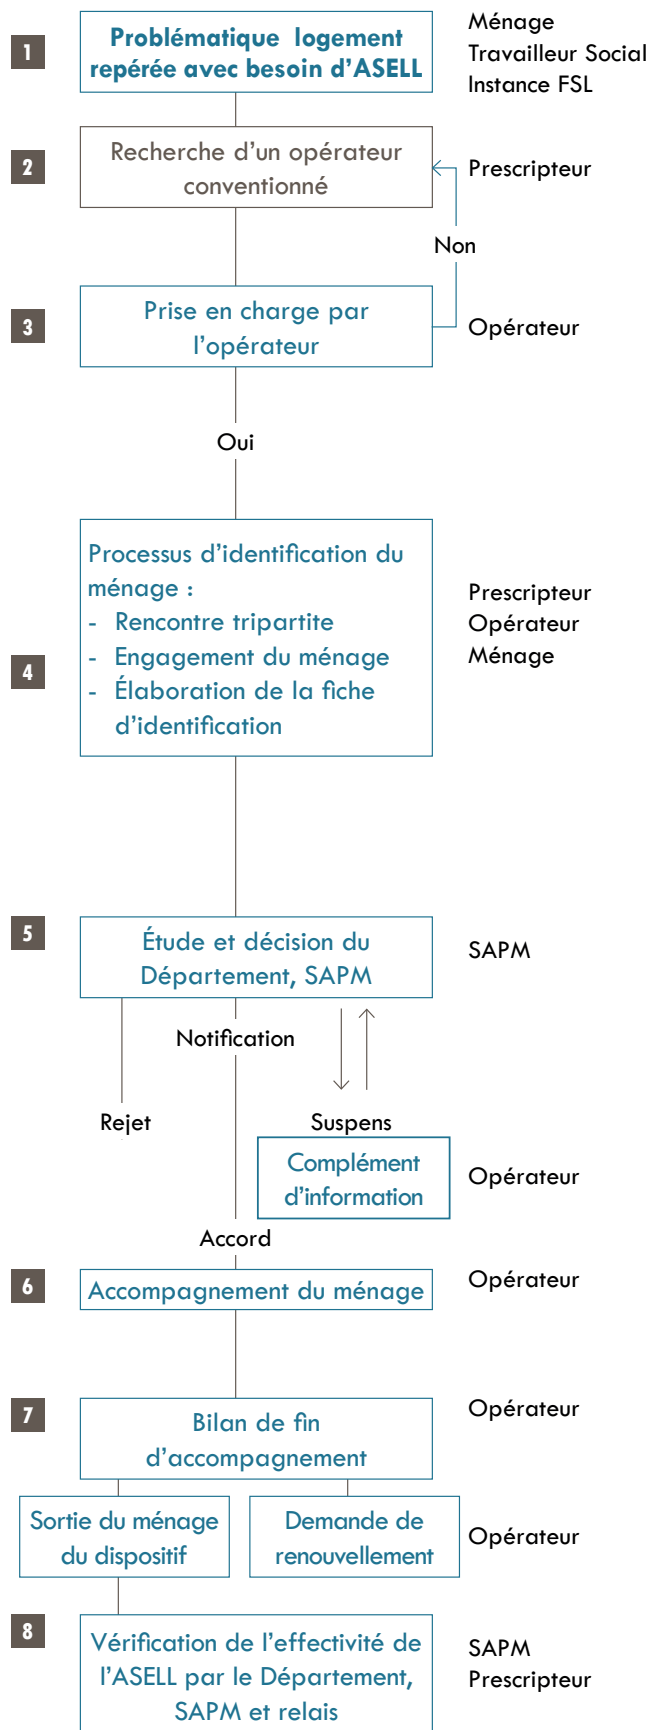 1
Problématique logement
repérée avec besoin d'ASELL
Ménage
Travailleur Social
Instance FSL
2
Recherche d'un opérateur
conventionné
Prescripteur
Non
3
Prise en charge par
l'opérateur
Opérateur
Oui
4
Processus d'identification du
ménage :
- Rencontre tripartite
- Engagement du ménage
- Élaboration de la fiche
d'identification
Prescripteur
Opérateur
Ménage
5
Étude et décision du
Département, SAPM
SAPM
Notification
Rejet
Suspens
Complément
d'information
Opérateur
Accord
6
Accompagnement du ménage
Opérateur
7
Bilan de fin
d'accompagnement
Opérateur
Sortie du ménage
du dispositif
Demande de
renouvellement
Opérateur
8
Vérification de l'effectivité de
l'ASELL par le Département,
SAPM et relais
SAPM
Prescripteur